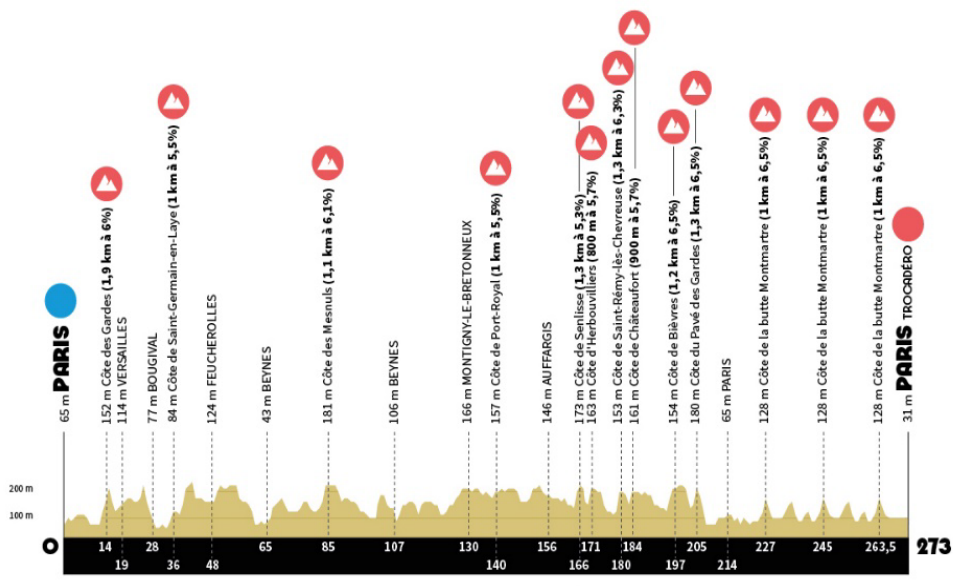 65 m PARIS
152 m Côte des Gardes (1,9 km à 6%)
114 m VERSAILLES
77 m BOUGIVAL
84 m Côte de Saint-Germain-en-Laye (1 km à 5,5%)
124 m FEUCHEROLLES
43 m BEYNES
181 m Côte des Mesnuls (1,1 km à 6,1%)
106 m BEYNES
166 m MONTIGNY-LE-BRETONNEUX
157 m Côte de Port-Royal (1 km à 5,5%)
146 m AUFFARGIS
173 m Côte de Senlisse (1,3 km à 5,3%)
163 m Côte d'Herbouvilliers (800 m à 5,7%)
153 m Côte de Saint-Rémy-lès-Chevreuse (1,3 km à 6,3%)
161 m Côte de Châteaufort (900 m à 5,7%)
154 m Côte de Bièvres (1,2 km à 6,5%)
180 m Côte du Pavé des Gardes (1,3 km à 6,5%)
65 m PARIS
128 m Côte de la butte Montmartre (1 km à 6,5%)
128 m Côte de la butte Montmartre (1 km à 6,5%)
128 m Côte de la butte Montmartre (1 km à 6,5%)
31 m PARIS TROCADÉRO
200 m
100 m
0 14 28 65 85 107 130 156 171 184 205 227 245 263,5 273
19 36 48 140 166 180 197 214